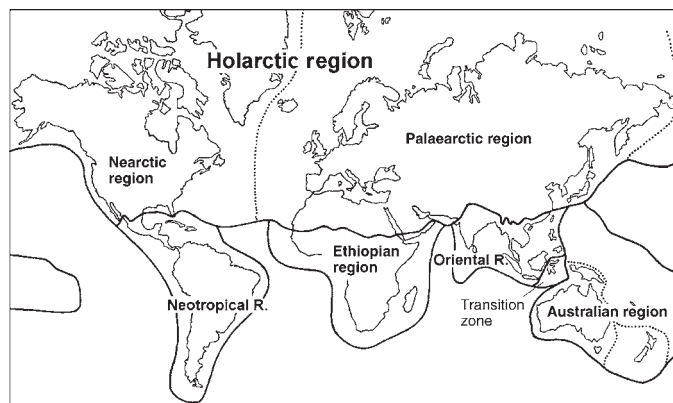 Holarctic region
Nearctic
region
Palaearctic region
Ethiopian
region
Oriental R.
Neotropical R.
Transition
zone
Australian region